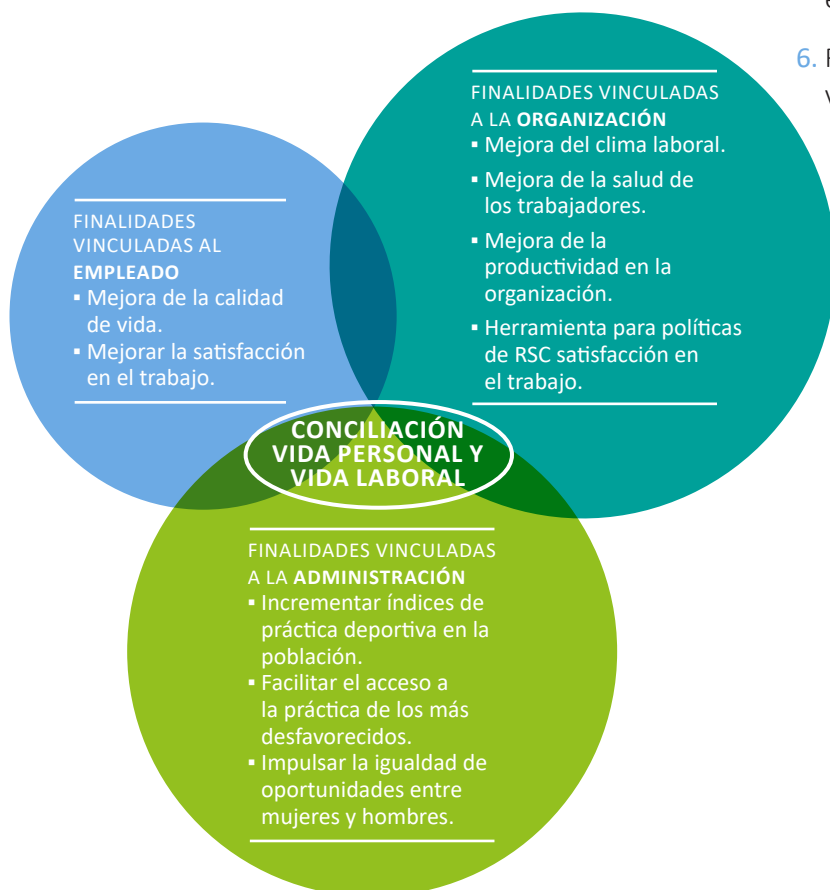 6.
FINALIDADES VINCULADAS
A LA ORGANIZACIÓN
▪ Mejora del clima laboral.
▪ Mejora de la salud de
los trabajadores.
▪ Mejora de la
productividad en la
organización.
▪ Herramienta para políticas
de RSC satisfacción en
el trabajo.
FINALIDADES
VINCULADAS AL
EMPLEADO
▪ Mejora de la calidad
de vida.
▪ Mejorar la satisfacción
en el trabajo.
CONCILIACIÓN
VIDA PERSONAL Y
VIDA LABORAL
FINALIDADES VINCULADAS
A LA ADMINISTRACIÓN
▪ Incrementar índices de
práctica deportiva en la
población.
▪ Facilitar el acceso a
la práctica de los más
desfavorecidos.
▪ Impulsar la igualdad de
oportunidades entre
mujeres y hombres.